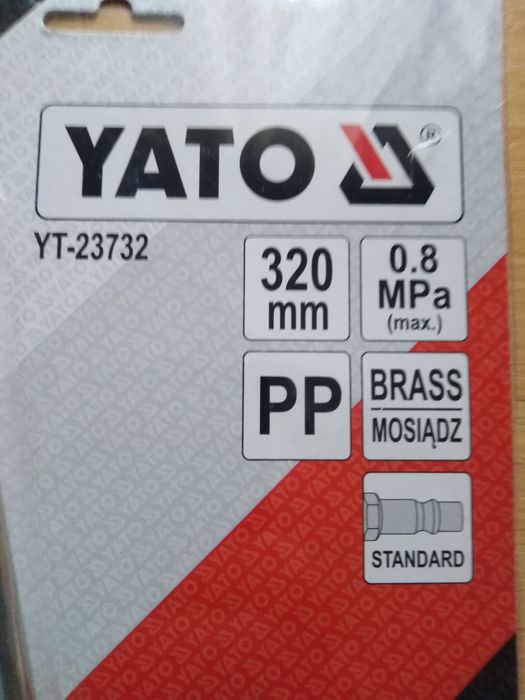 YATO ®
YT-23732
320
mm
0.8
MPa
(max.)
PP
BRASS
MOSIĄDZ
STANDARD